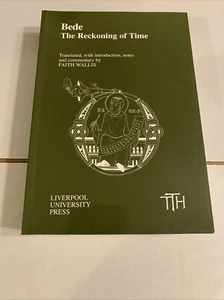 Bede
The Reckoning of Time
Translated, with introduction, notes
and commentary by
FAITH WALLIS
LIVERPOOL
UNIVERSITY
PRESS
TTH